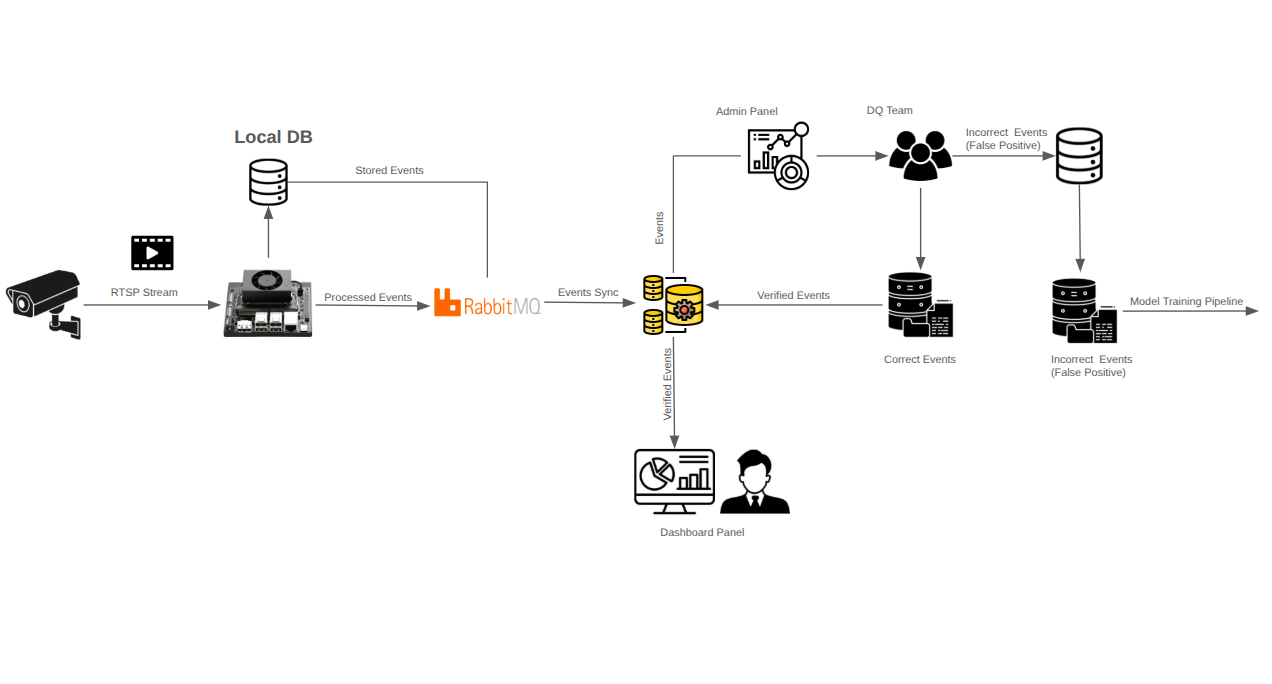 Admin Panel
DQ Team
Local DB
Incorrect  Events
(False Positive)
Stored Events
Events
RTSP Stream
Processed Events
RabbitMQ
Events Sync
Verified Events
Model Training Pipeline
Verified Events
Correct Events
Incorrect  Events
(False Positive)
Dashboard Panel